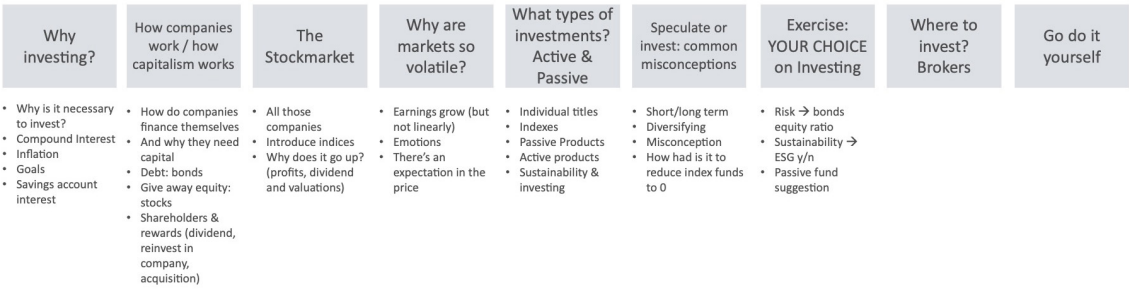 Why
investing?
• Why is it necessary
to invest?
• Compound Interest
• Inflation
• Goals
• Savings account
interest
How companies
work / how
capitalism works
• How do companies
finance themselves
• And why they need
capital
• Debt: bonds
• Give away equity:
stocks
• Shareholders &
rewards (dividend,
reinvest in
company,
acquisition)
The
Stockmarket
• All those
companies
• Introduce indices
• Why does it go up?
(profits, dividend
and valuations)
Why are
markets so
volatile?
• Earnings grow (but
not linearly)
• Emotions
• There's an
expectation in the
price
What types of
investments?
Active &
Passive
• Individual titles
• Indexes
• Passive Products
• Active products
• Sustainability &
investing
Speculate or
invest: common
misconceptions
• Short/long term
• Diversifying
• Misconception
• How had is it to
reduce index funds
to 0
Exercise:
YOUR CHOICE
on Investing
• Risk → bonds
equity ratio
• Sustainability →
ESG y/n
• Passive fund
suggestion
Where to
invest?
Brokers
Go do it
yourself